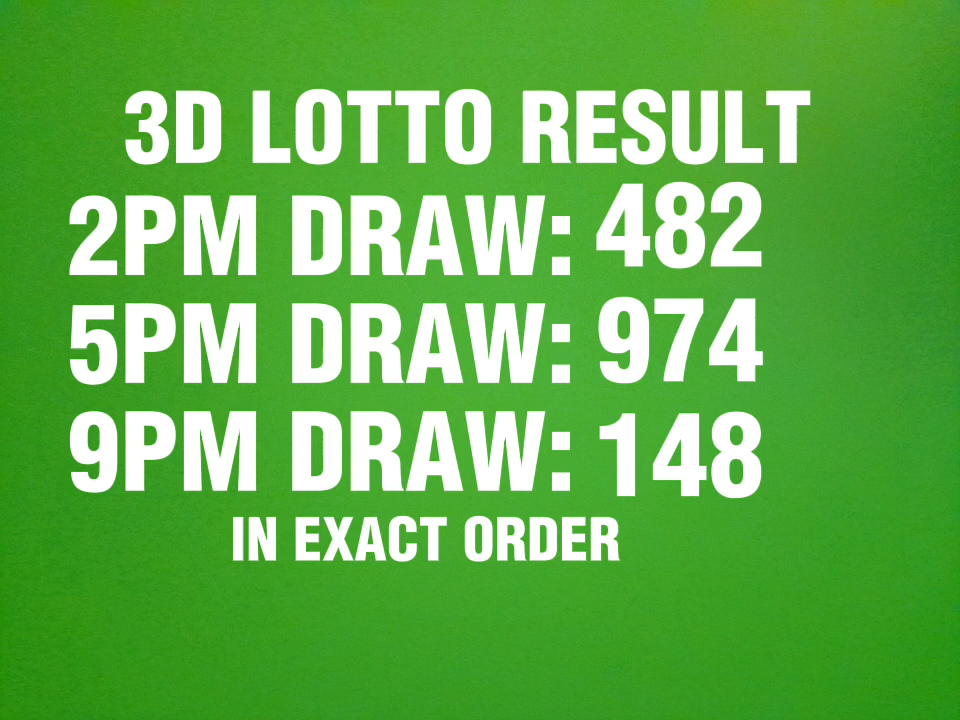 3D LOTTO RESULT
2PM DRAW: 482
5PM DRAW: 974
9PM DRAW: 148
IN EXACT ORDER